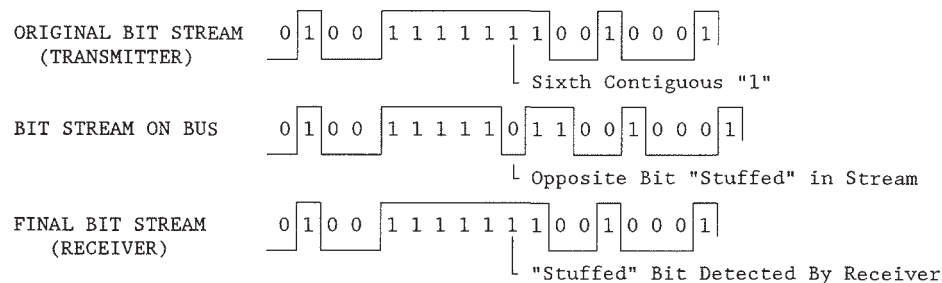 ORIGINAL BIT STREAM 0 1 0 0 1 1 1 1 1 1 1 0 0 1 0 0 0 1
(TRANSMITTER)
Sixth Contiguous "1"
BIT STREAM ON BUS 0 1 0 0 1 1 1 1 1 0 1 1 0 0 1 0 0 0 1
Opposite Bit "Stuffed" in Stream
FINAL BIT STREAM 0 1 0 0 1 1 1 1 1 1 1 0 0 1 0 0 0 1
(RECEIVER)
"Stuffed" Bit Detected By Receiver